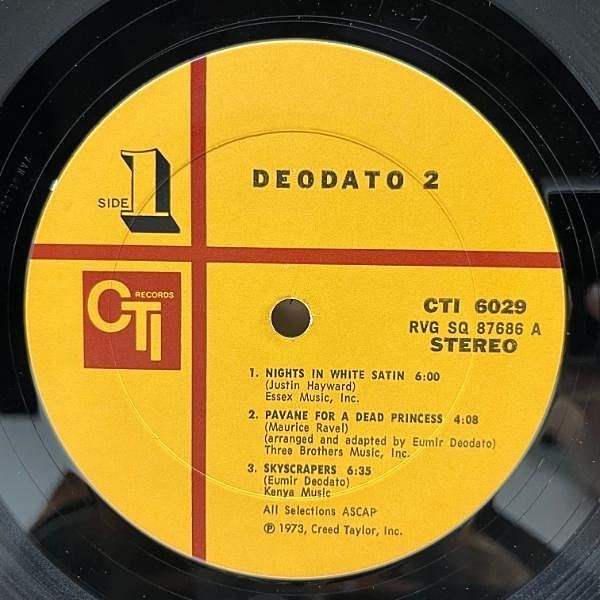 DEODATO 2
SIDE 1
CTI RECORDS
CTI 6029
RVG SQ 87686 A
STEREO
1. NIGHTS IN WHITE SATIN 6:00
(Justin Hayward)
Essex Music, Inc.
2. PAVANE FOR A DEAD PRINCESS 4:08
(Maurice Ravel)
(arranged and adapted by Eumir Deodato)
Three Brothers Music, Inc.
3. SKYSCRAPERS 6:35
(Eumir Deodato)
Kenya Music
All Selections ASCAP
℗ 1973, Creed Taylor, Inc.